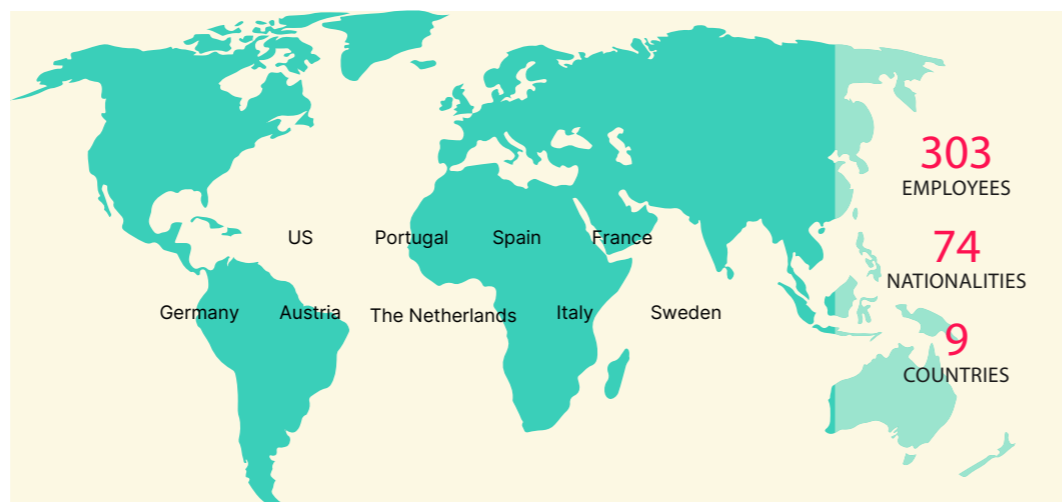 303
EMPLOYEES
US Portugal Spain France
74
NATIONALITIES
Germany Austria The Netherlands Italy Sweden
9
COUNTRIES